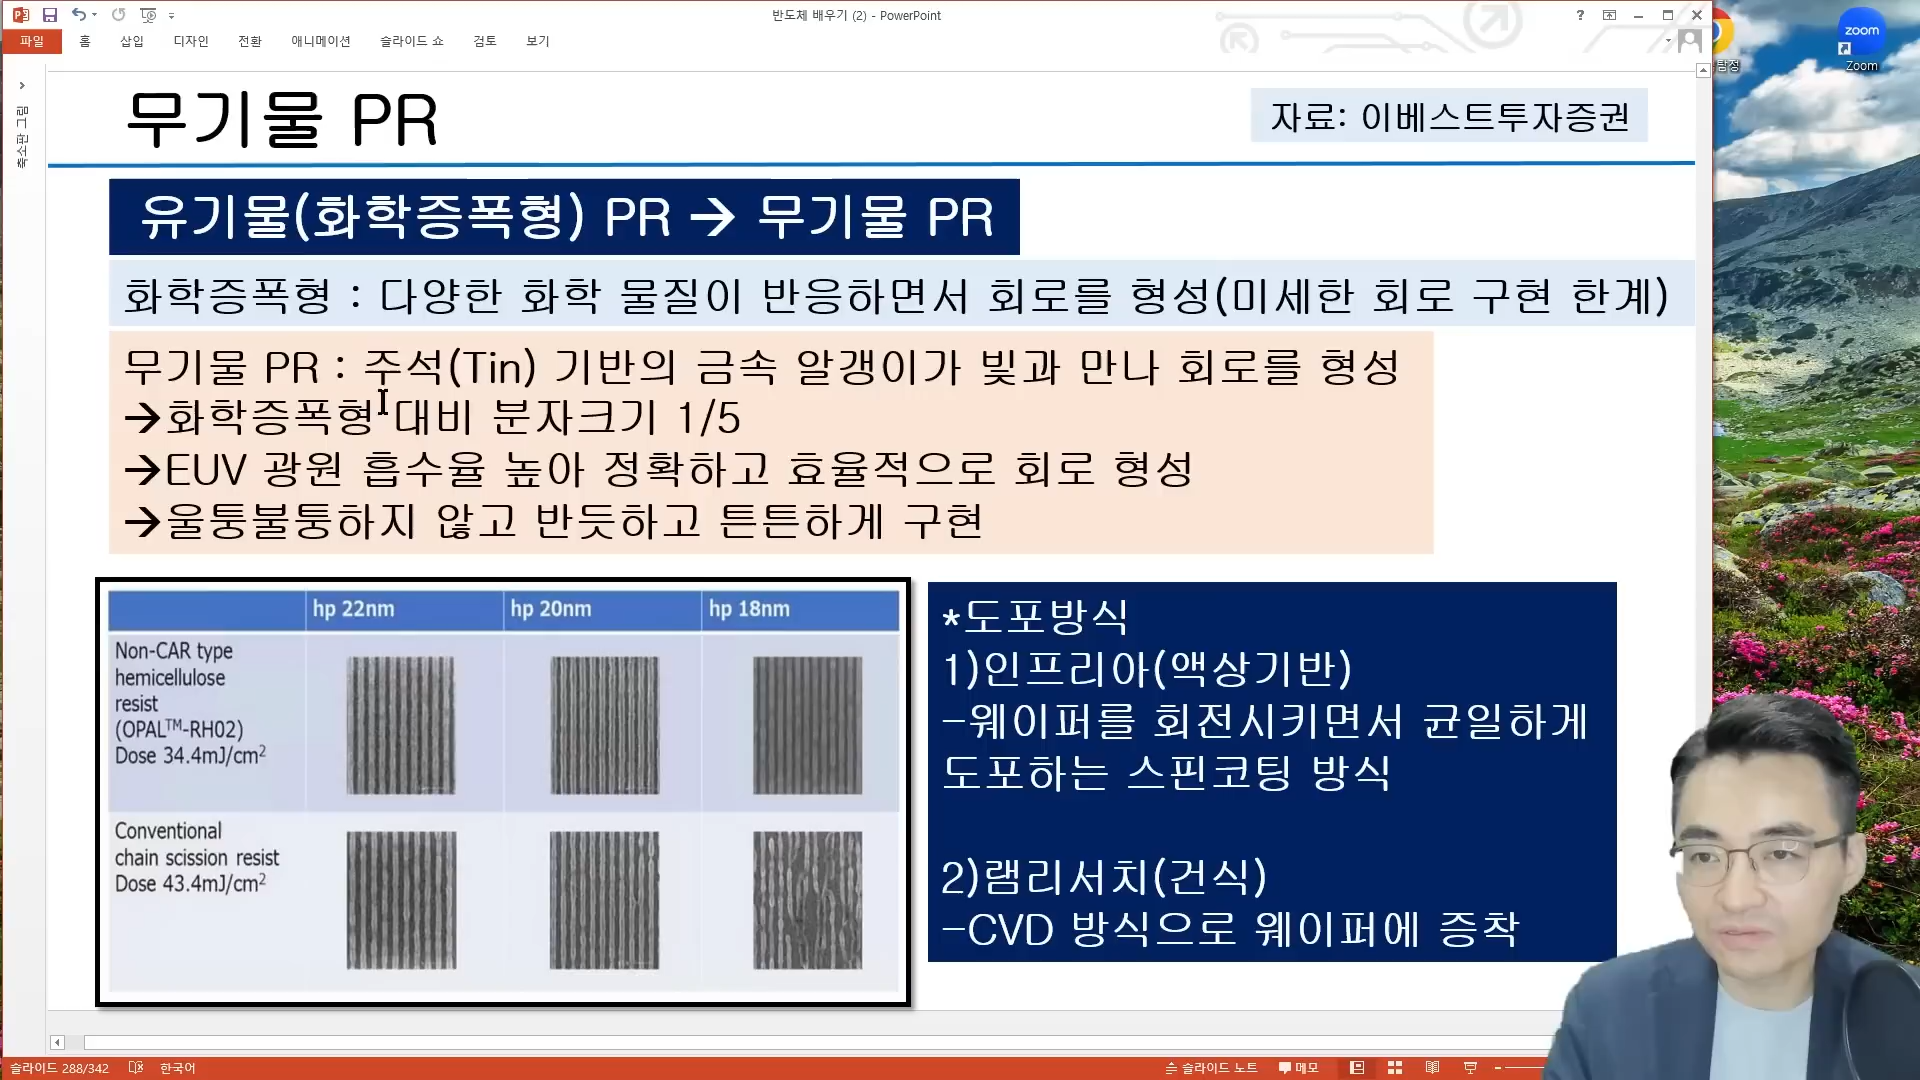 반도체 배우기 (2) - PowerPoint
?
파일 홈 삽입 디자인 전환 애니메이션 슬라이드 쇼 검토 보기
zoom
Zoom
탐정
축소판 그림
무기물 PR
자료: 이베스트투자증권
유기물(화학증폭형) PR → 무기물 PR
화학증폭형 : 다양한 화학 물질이 반응하면서 회로를 형성(미세한 회로 구현 한계)
무기물 PR : 주석(Tin) 기반의 금속 알갱이가 빛과 만나 회로를 형성
→화학증폭형 대비 분자크기 1/5
→EUV 광원 흡수율 높아 정확하고 효율적으로 회로 형성
→울퉁불퉁하지 않고 반듯하고 튼튼하게 구현
hp 22nm hp 20nm hp 18nm
Non-CAR type
hemicellulose
resist
(OPAL™-RH02)
Dose 34.4mJ/cm²
Conventional
chain scission resist
Dose 43.4mJ/cm²
*도포방식
1)인프리아(액상기반)
-웨이퍼를 회전시키면서 균일하게
도포하는 스핀코팅 방식
2)램리서치(건식)
-CVD 방식으로 웨이퍼에 증착
슬라이드 288/342 한국어 슬라이드 노트 메모